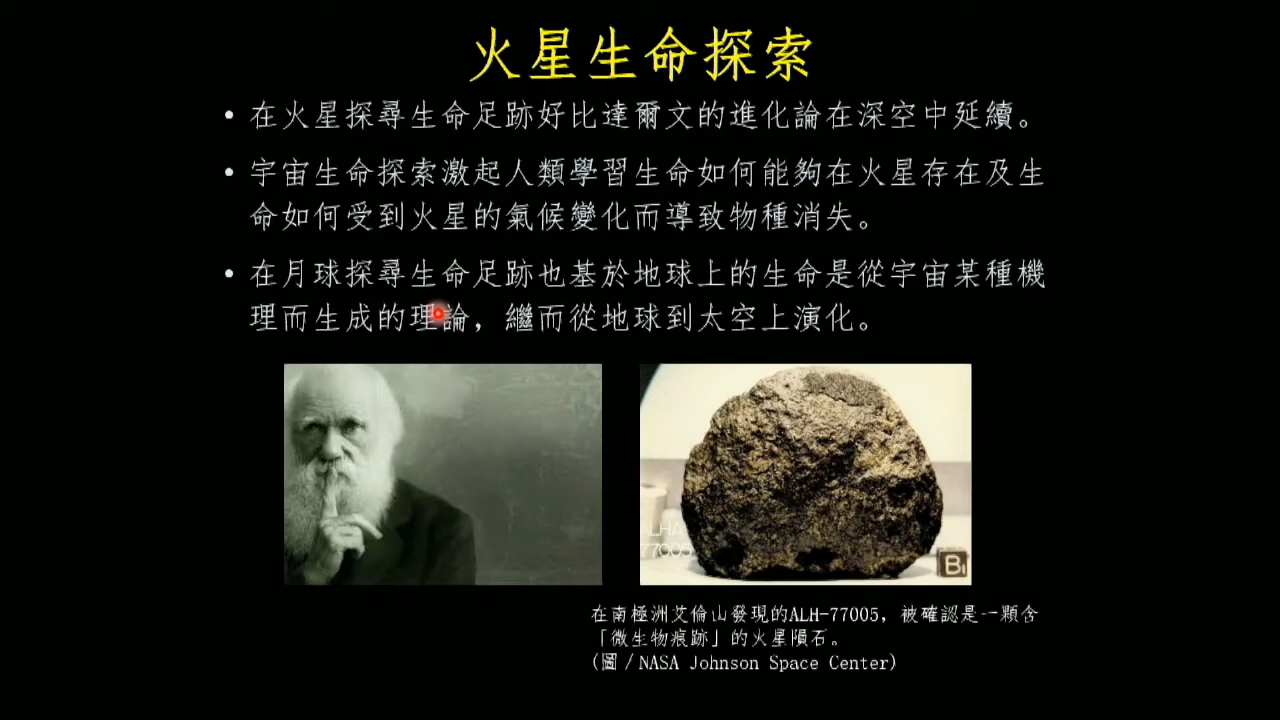 火星生命探索
• 在火星探尋生命足跡好比達爾文的進化論在深空中延續。
• 宇宙生命探索激起人類學習生命如何能夠在火星存在及生
命如何受到火星的氣候變化而導致物種消失。
• 在月球探尋生命足跡也基於地球上的生命是從宇宙某種機
理而生成的理論，繼而從地球到太空上演化。
ALHA
77005
B1
在南極洲艾倫山發現的ALH-77005，被確認是一顆含
「微生物痕跡」的火星隕石。
(圖／NASA Johnson Space Center)